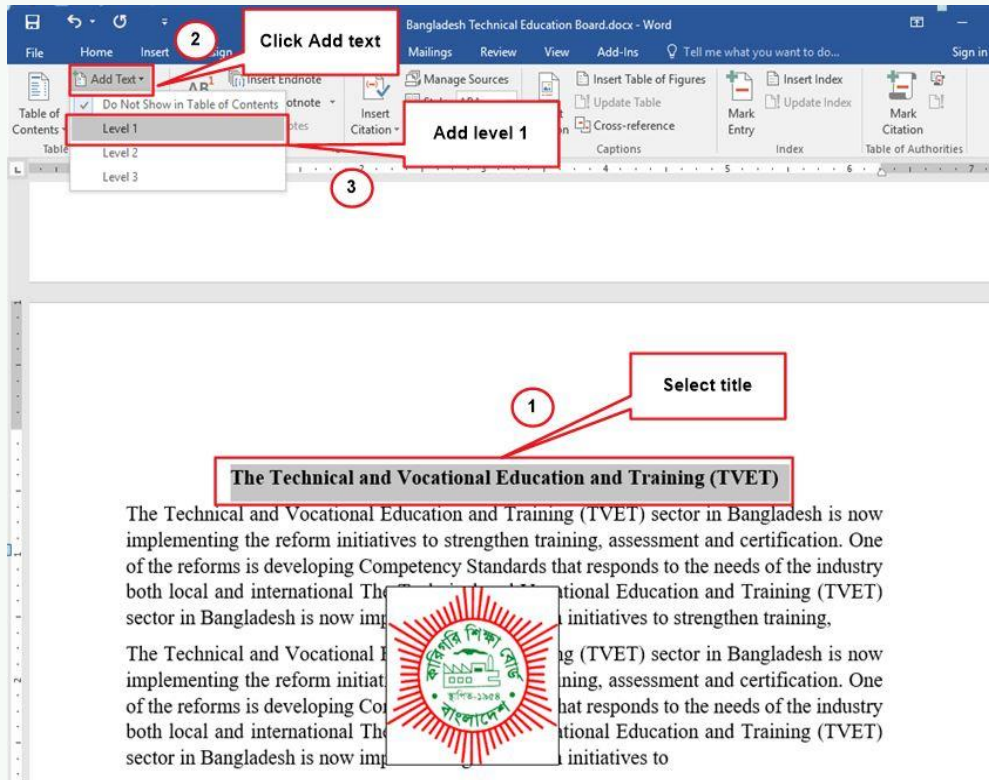 Bangladesh Technical Education Board.docx - Word
File Home Insert Mailings Review View Add-Ins Tell me what you want to do... Sign in
2
Click Add text
Add Text
AB1
Insert Endnote
Manage Sources
Insert Table of Figures
Insert Index
Do Not Show in Table of Contents
Update Table
Update Index
Table of Contents
Insert Citation
Cross-reference
Mark Entry
Mark Citation
Level 1
Add level 1
Captions
Index
Table of Authorities
Level 2
Level 3
3
Select title
1
The Technical and Vocational Education and Training (TVET)
The Technical and Vocational Education and Training (TVET) sector in Bangladesh is now
implementing the reform initiatives to strengthen training, assessment and certification. One
of the reforms is developing Competency Standards that responds to the needs of the industry
both local and international The Education and Training (TVET)
sector in Bangladesh is now initiatives to strengthen training,
The Technical and Vocational (TVET) sector in Bangladesh is now
implementing the reform assessment and certification. One
of the reforms is developing that responds to the needs of the industry
both local and international Education and Training (TVET)
sector in Bangladesh is now initiatives to
কারিগরি শিক্ষা বোর্ড
স্থাপিত-১৯৫৪
বাংলাদেশ